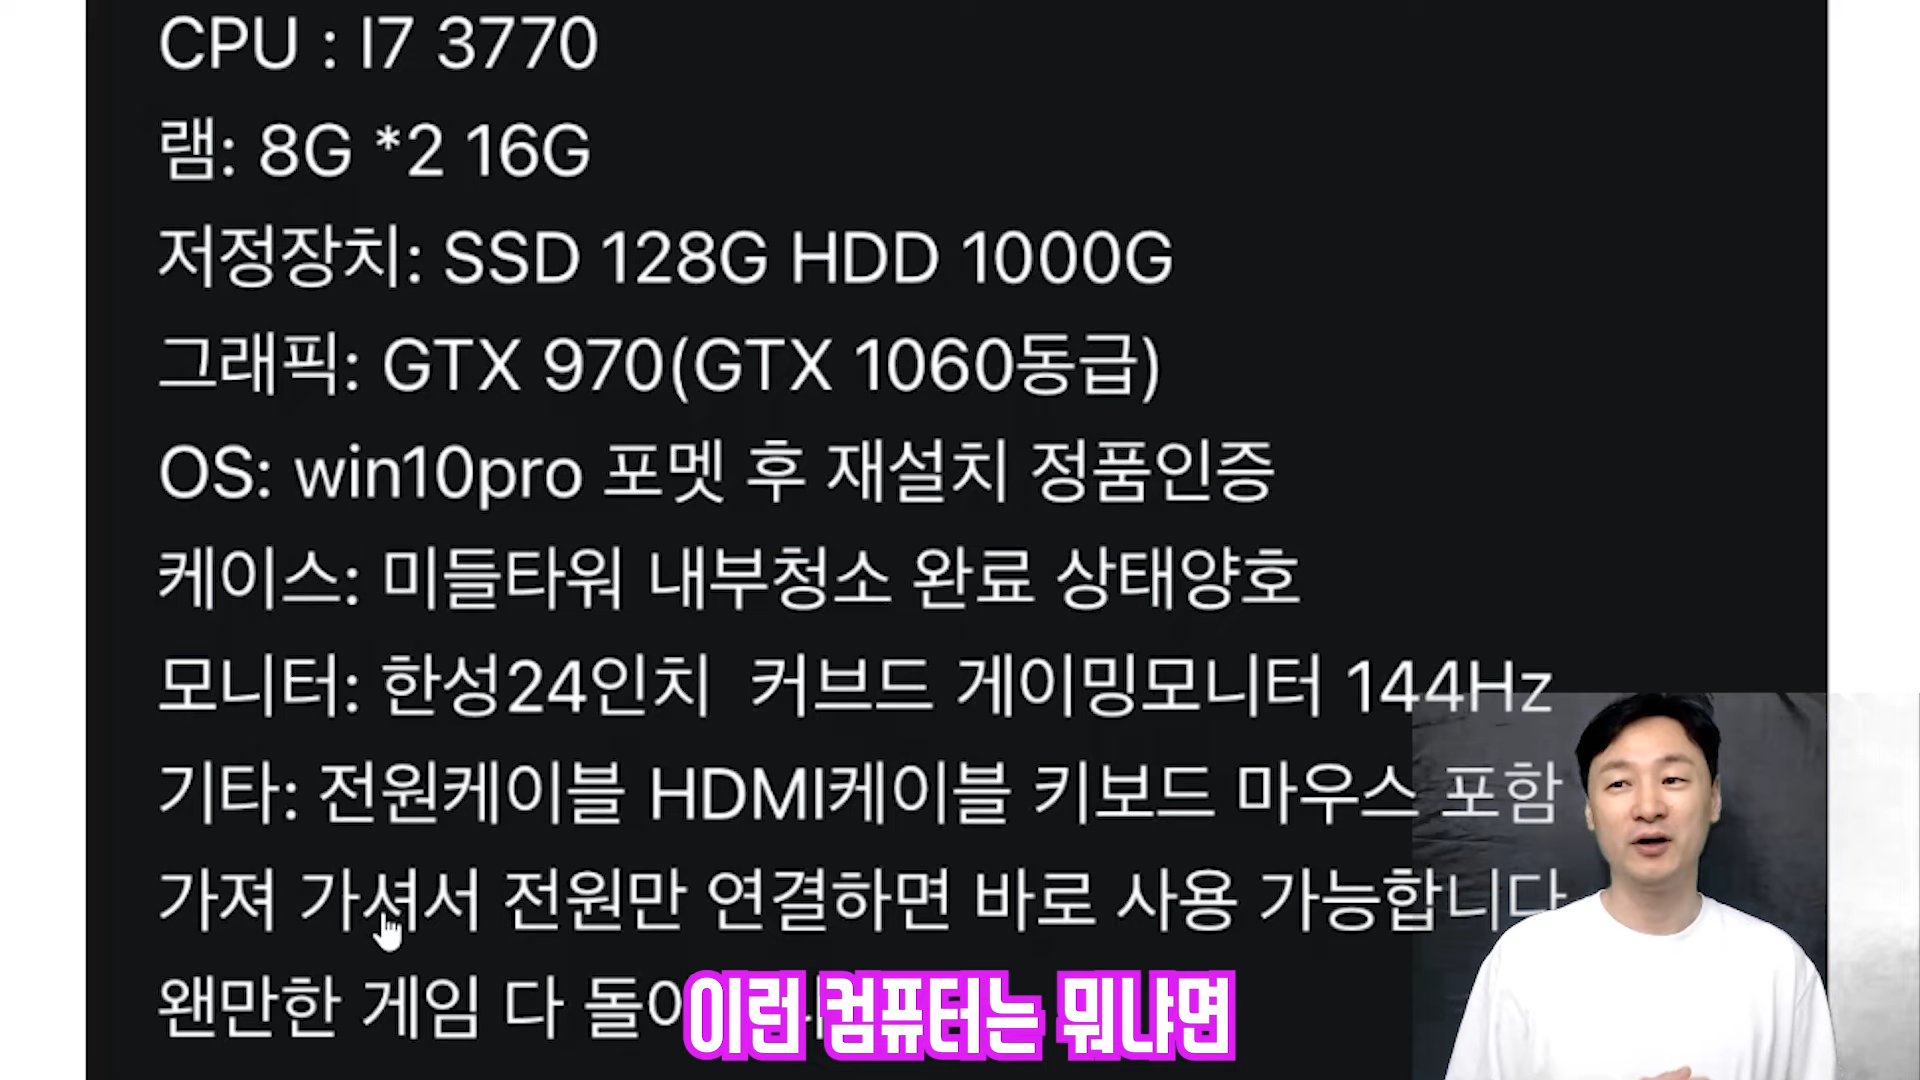 CPU : I7 3770
램: 8G *2 16G
저정장치: SSD 128G HDD 1000G
그래픽: GTX 970(GTX 1060동급)
OS: win10pro 포멧 후 재설치 정품인증
케이스: 미들타워 내부청소 완료 상태양호
모니터: 한성24인치 커브드 게이밍모니터 144Hz
기타: 전원케이블 HDMI케이블 키보드 마우스 포함
가져 가셔서 전원만 연결하면 바로 사용 가능합니다
왠만한 게임 다
이런 컴퓨터는 뭐냐면